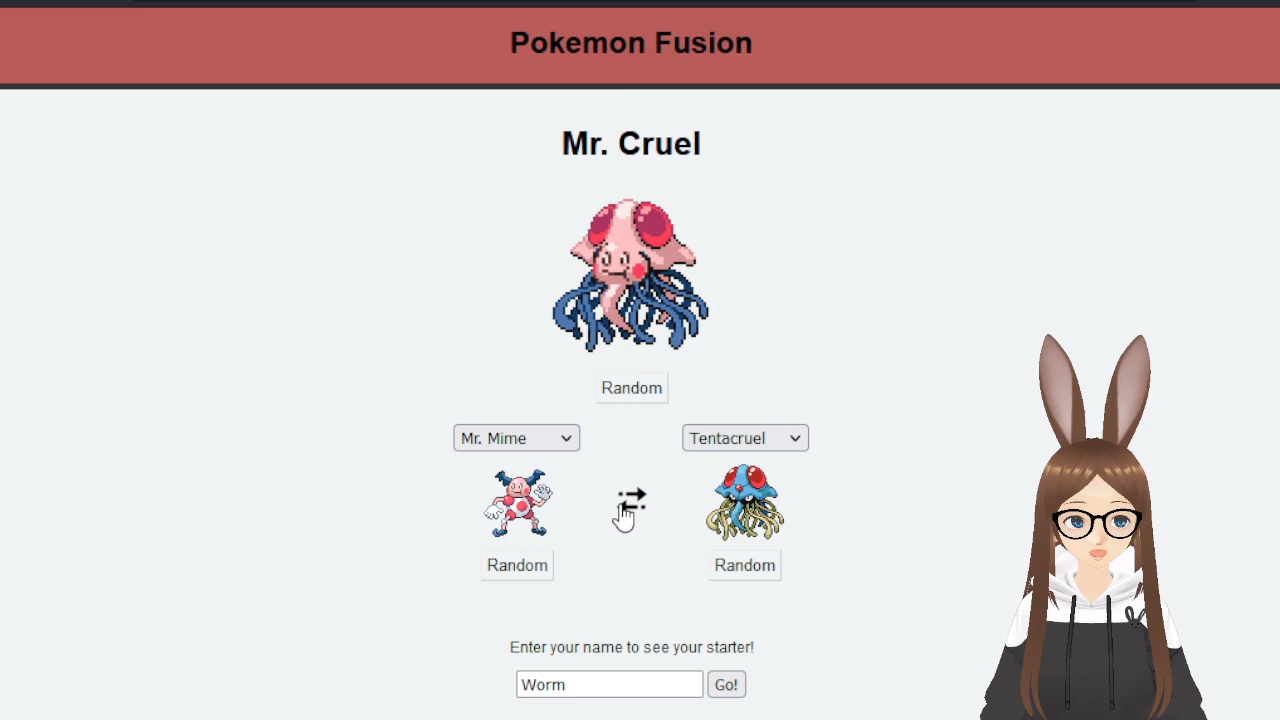 Pokemon Fusion
Mr. Cruel
Random
Mr. Mime
Tentacruel
Random
Random
Enter your name to see your starter!
Worm
Go!